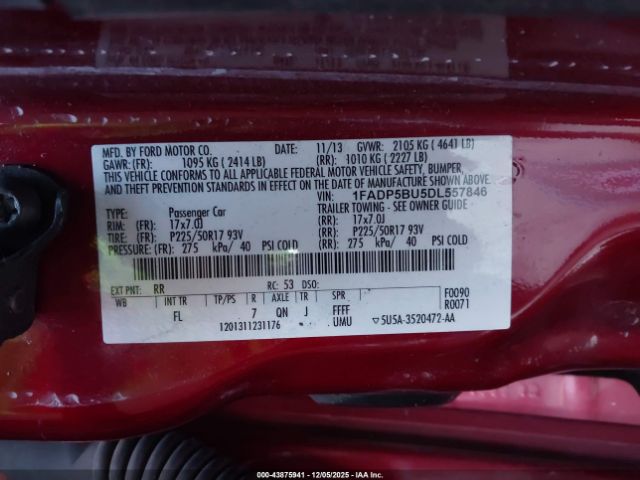 MFD. BY FORD MOTOR CO. DATE: 11/13 GVWR: 2105 KG ( 4641 LB)
GAWR: (FR): 1095 KG ( 2414 LB) (RR): 1010 KG ( 2227 LB)
THIS VEHICLE CONFORMS TO ALL APPLICABLE FEDERAL MOTOR VEHICLE SAFETY, BUMPER,
AND THEFT PREVENTION STANDARDS IN EFFECT ON THE DATE OF MANUFACTURE SHOWN ABOVE.
VIN: 1FADP5BU5DL557846
TYPE: Passenger Car TRAILER TOWING - SEE OWNER GUIDE -
RIM: (FR): 17x7.0J (RR): 17x7.0J
TIRE: (FR): P225/50R17 93V (RR): P225/50R17 93V
PRESSURE: (FR): 275 kPa/ 40 PSI COLD (RR): 275 kPa/ 40 PSI COLD
EXT PNT: RR RC: 53 DSO: F0090
WB INT TR TP/PS R AXLE TR SPR R0071
FL 7 QN J FFFF
1201311231176 UMU ▽5U5A-3520472-AA
000-43875941 - 12/05/2025 - IAA